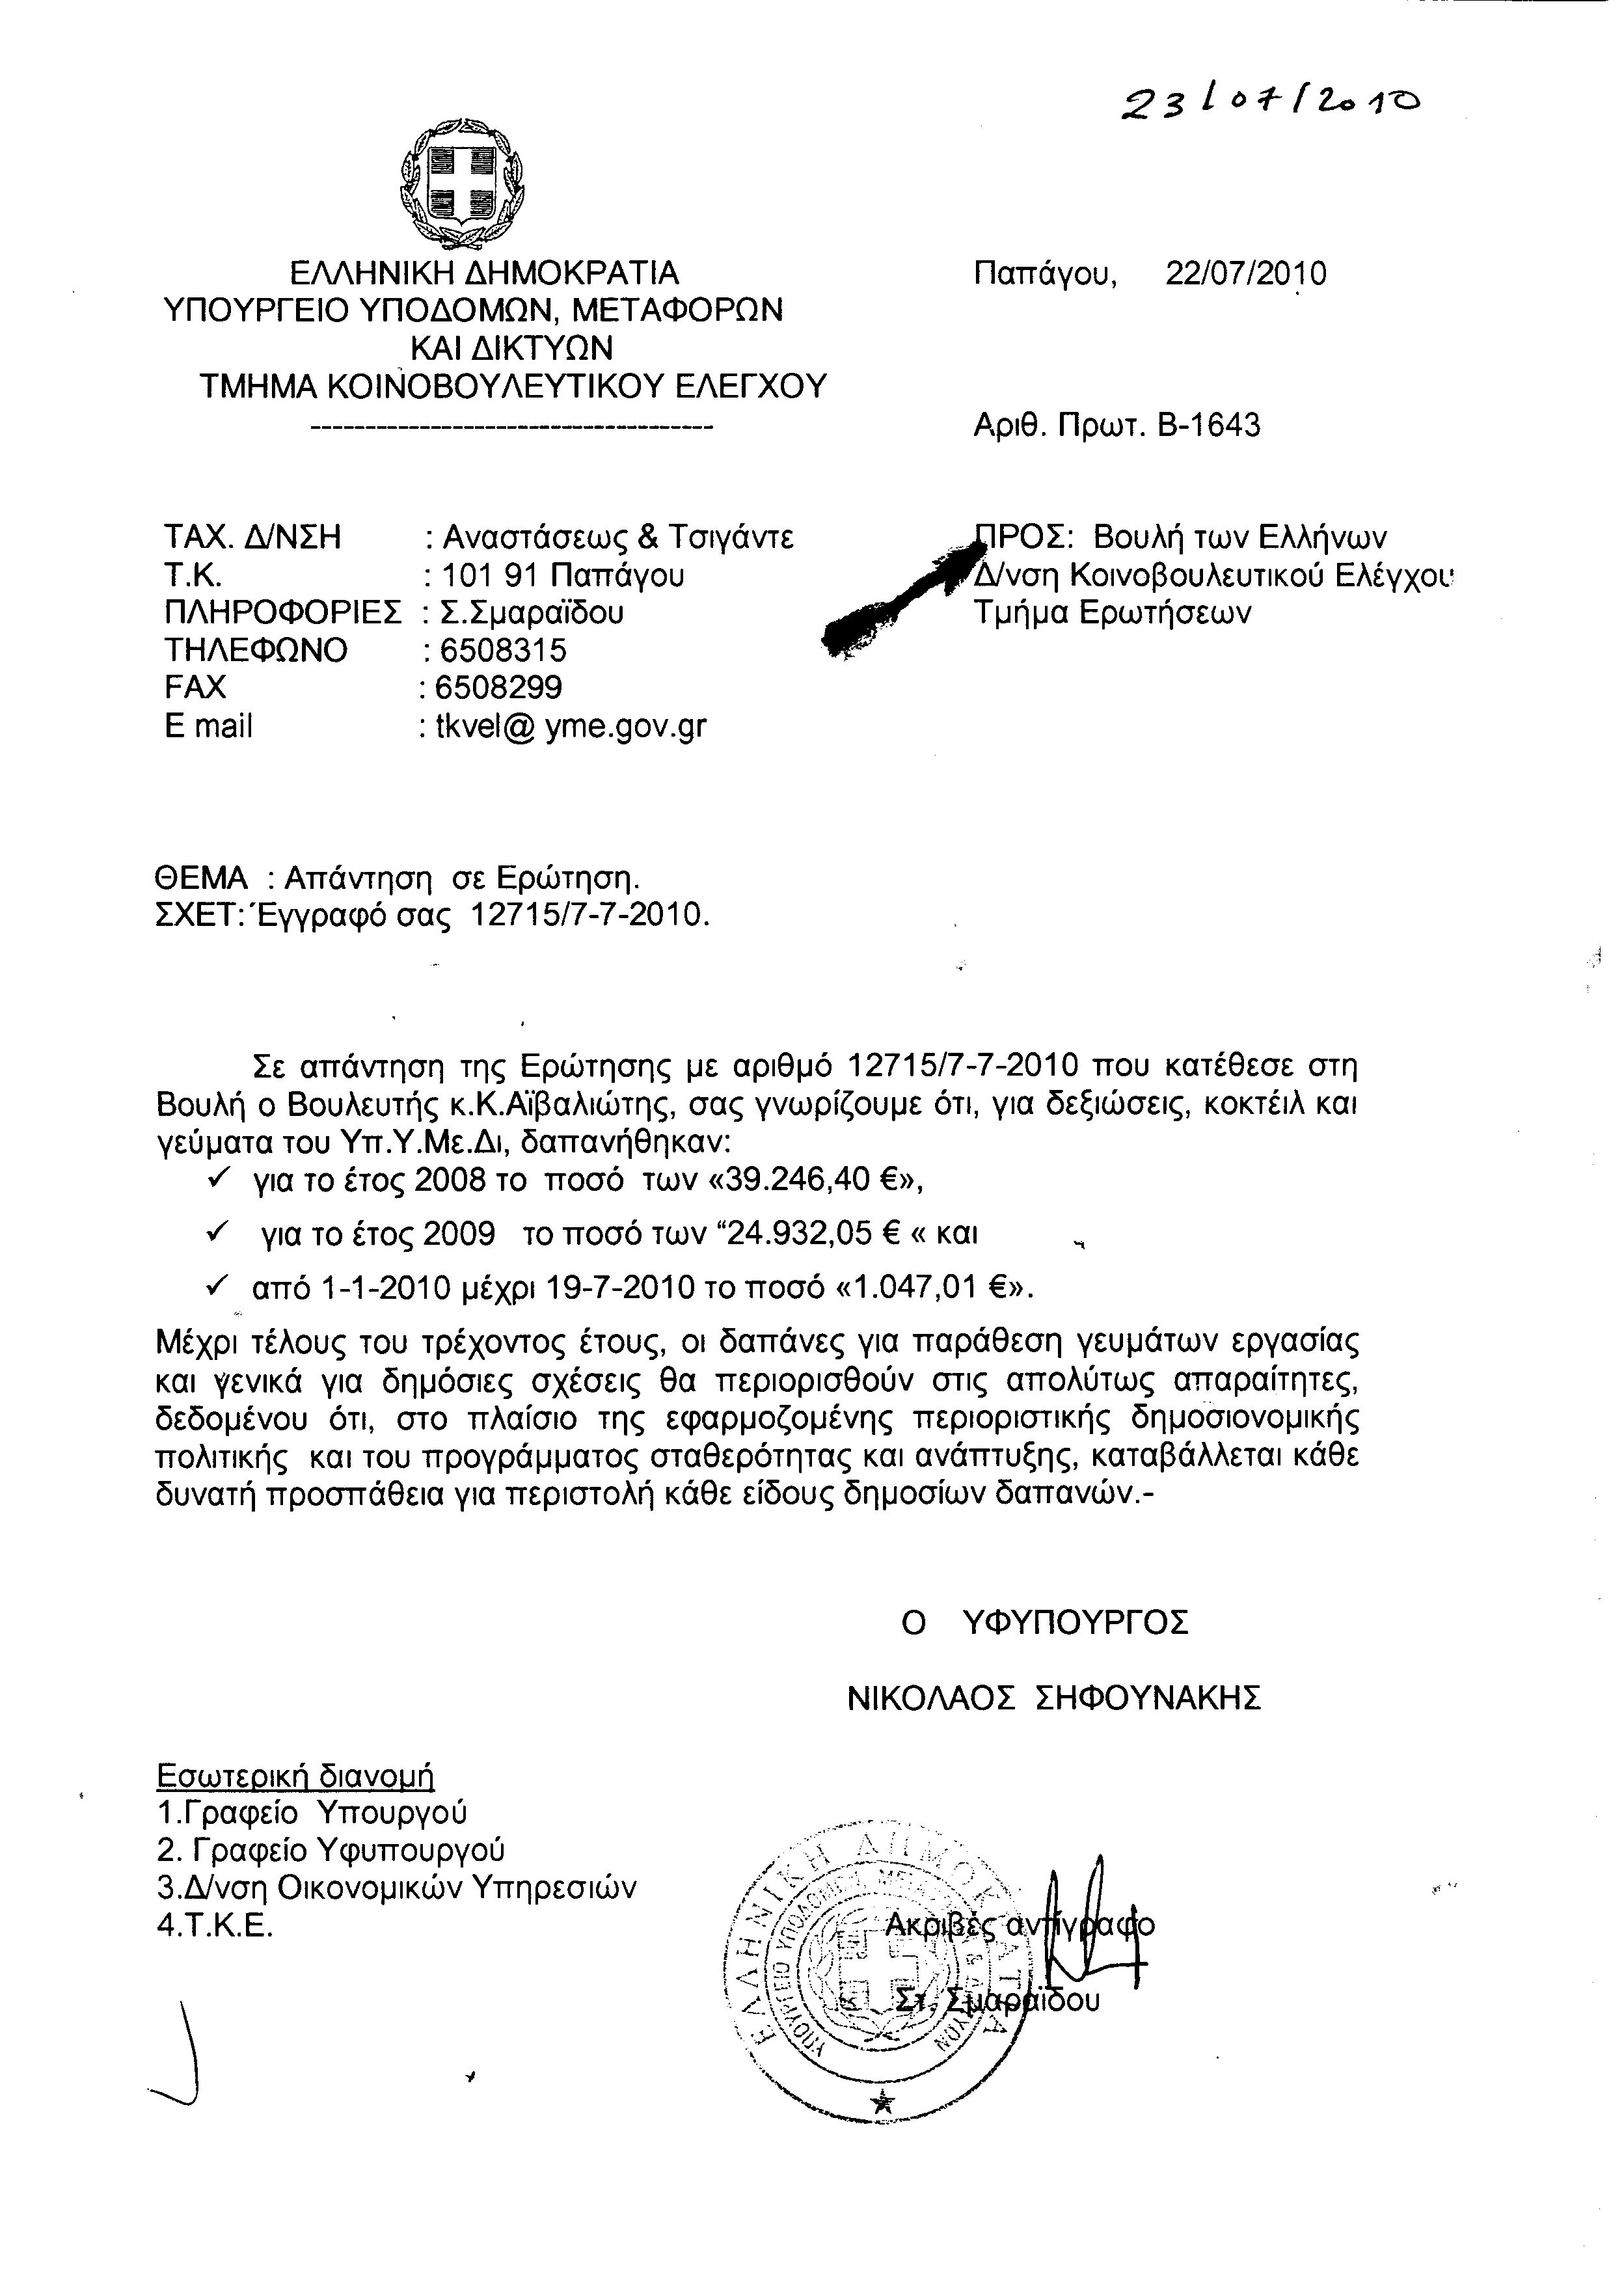 23/07/2010
ΕΛΛΗΝΙΚΗ ΔΗΜΟΚΡΑΤΙΑ
ΥΠΟΥΡΓΕΙΟ ΥΠΟΔΟΜΩΝ, ΜΕΤΑΦΟΡΩΝ
ΚΑΙ ΔΙΚΤΥΩΝ
ΤΜΗΜΑ ΚΟΙΝΟΒΟΥΛΕΥΤΙΚΟΥ ΕΛΕΓΧΟΥ
-------------------------------------
Παπάγου, 22/07/2010
Αριθ. Πρωτ. Β-1643
ΤΑΧ. Δ/ΝΣΗ : Αναστάσεως & Τσιγάντε
Τ.Κ. : 101 91 Παπάγου
ΠΛΗΡΟΦΟΡΙΕΣ : Σ.Σμαραϊδου
ΤΗΛΕΦΩΝΟ : 6508315
FAX : 6508299
E mail : tkvel@ yme.gov.gr
ΠΡΟΣ: Βουλή των Ελλήνων
Δ/νση Κοινοβουλευτικού Ελέγχου
Τμήμα Ερωτήσεων
ΘΕΜΑ : Απάντηση σε Ερώτηση.
ΣΧΕΤ:Έγγραφό σας 12715/7-7-2010.
Σε απάντηση της Ερώτησης με αριθμό 12715/7-7-2010 που κατέθεσε στη
Βουλή ο Βουλευτής κ.Κ.Αϊβαλιώτης, σας γνωρίζουμε ότι, για δεξιώσεις, κοκτέιλ και
γεύματα του Υπ.Υ.Με.Δι, δαπανήθηκαν:
✓ για το έτος 2008 το ποσό των «39.246,40 €»,
✓ για το έτος 2009 το ποσό των “24.932,05 € « και
✓ από 1-1-2010 μέχρι 19-7-2010 το ποσό «1.047,01 €».
Μέχρι τέλους του τρέχοντος έτους, οι δαπάνες για παράθεση γευμάτων εργασίας
και γενικά για δημόσιες σχέσεις θα περιορισθούν στις απολύτως απαραίτητες,
δεδομένου ότι, στο πλαίσιο της εφαρμοζομένης περιοριστικής δημοσιονομικής
πολιτικής και του προγράμματος σταθερότητας και ανάπτυξης, καταβάλλεται κάθε
δυνατή προσπάθεια για περιστολή κάθε είδους δημοσίων δαπανών.-
Ο ΥΦΥΠΟΥΡΓΟΣ
ΝΙΚΟΛΑΟΣ ΣΗΦΟΥΝΑΚΗΣ
Εσωτερική διανομή
1.Γραφείο Υπουργού
2. Γραφείο Υφυπουργού
3.Δ/νση Οικονομικών Υπηρεσιών
4.Τ.Κ.Ε.
ΕΛΛΗΝΙΚΗ ΔΗΜΟΚΡΑΤΙΑ
Ακριβές αντίγραφο
Στ. Σμαραϊδου